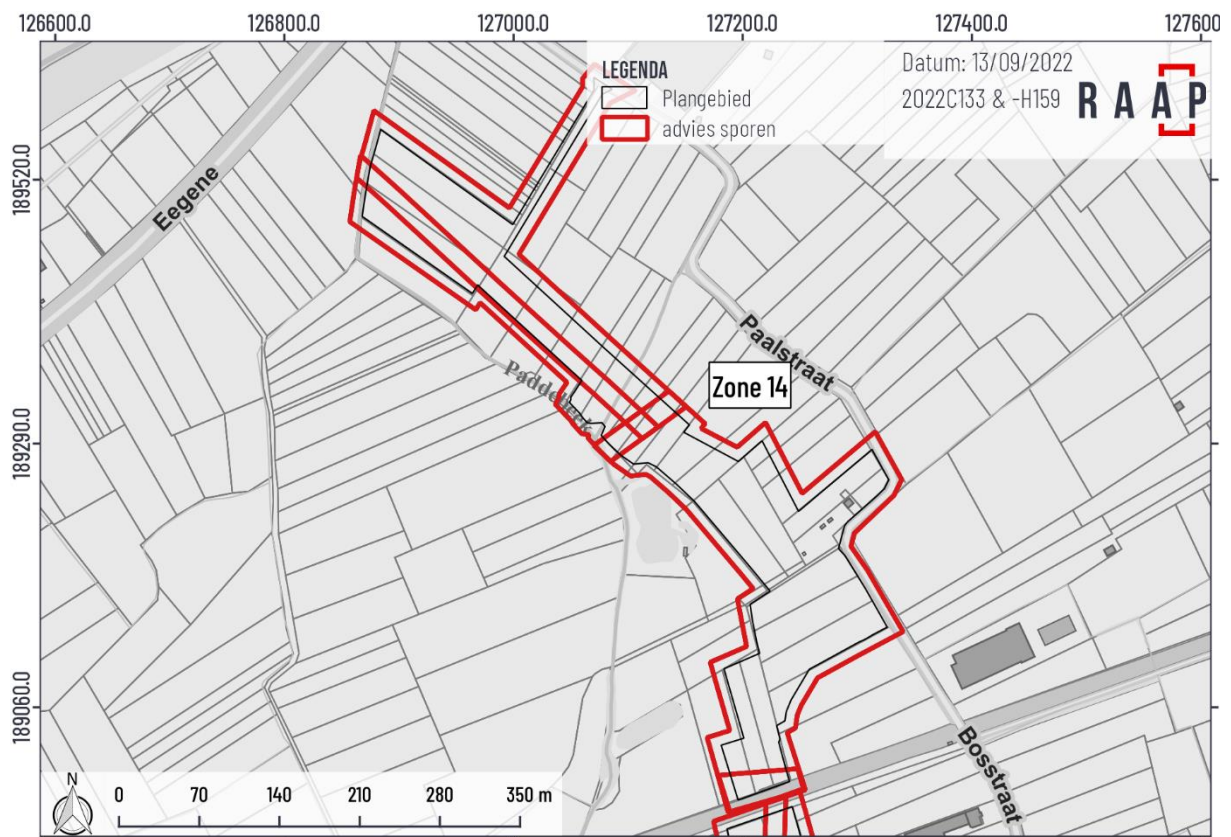 126600.0 126800.0 127000.0 127200.0 127400.0 127600
LEGENDA
Plangebied
advies sporen
Datum: 13/09/2022
2022C133 & -H159
RAAP
189520.0
189290.0
189060.0
Eegene
Paalstraat
Zone 14
Paddebeek
Bosstraat
N
0 70 140 210 280 350 m